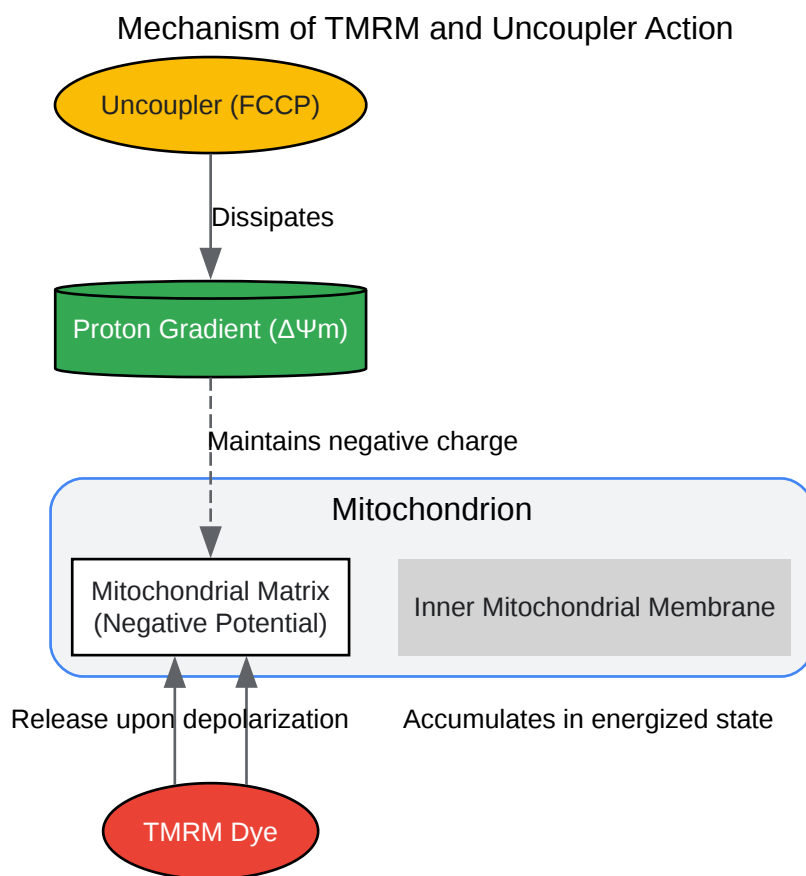 Mechanism of TMRM and Uncoupler Action
Uncoupler (FCCP)
Dissipates
Proton Gradient (ΔΨm)
Maintains negative charge
Mitochondrion
Mitochondrial Matrix
(Negative Potential)
Inner Mitochondrial Membrane
Release upon depolarization
Accumulates in energized state
TMRM Dye